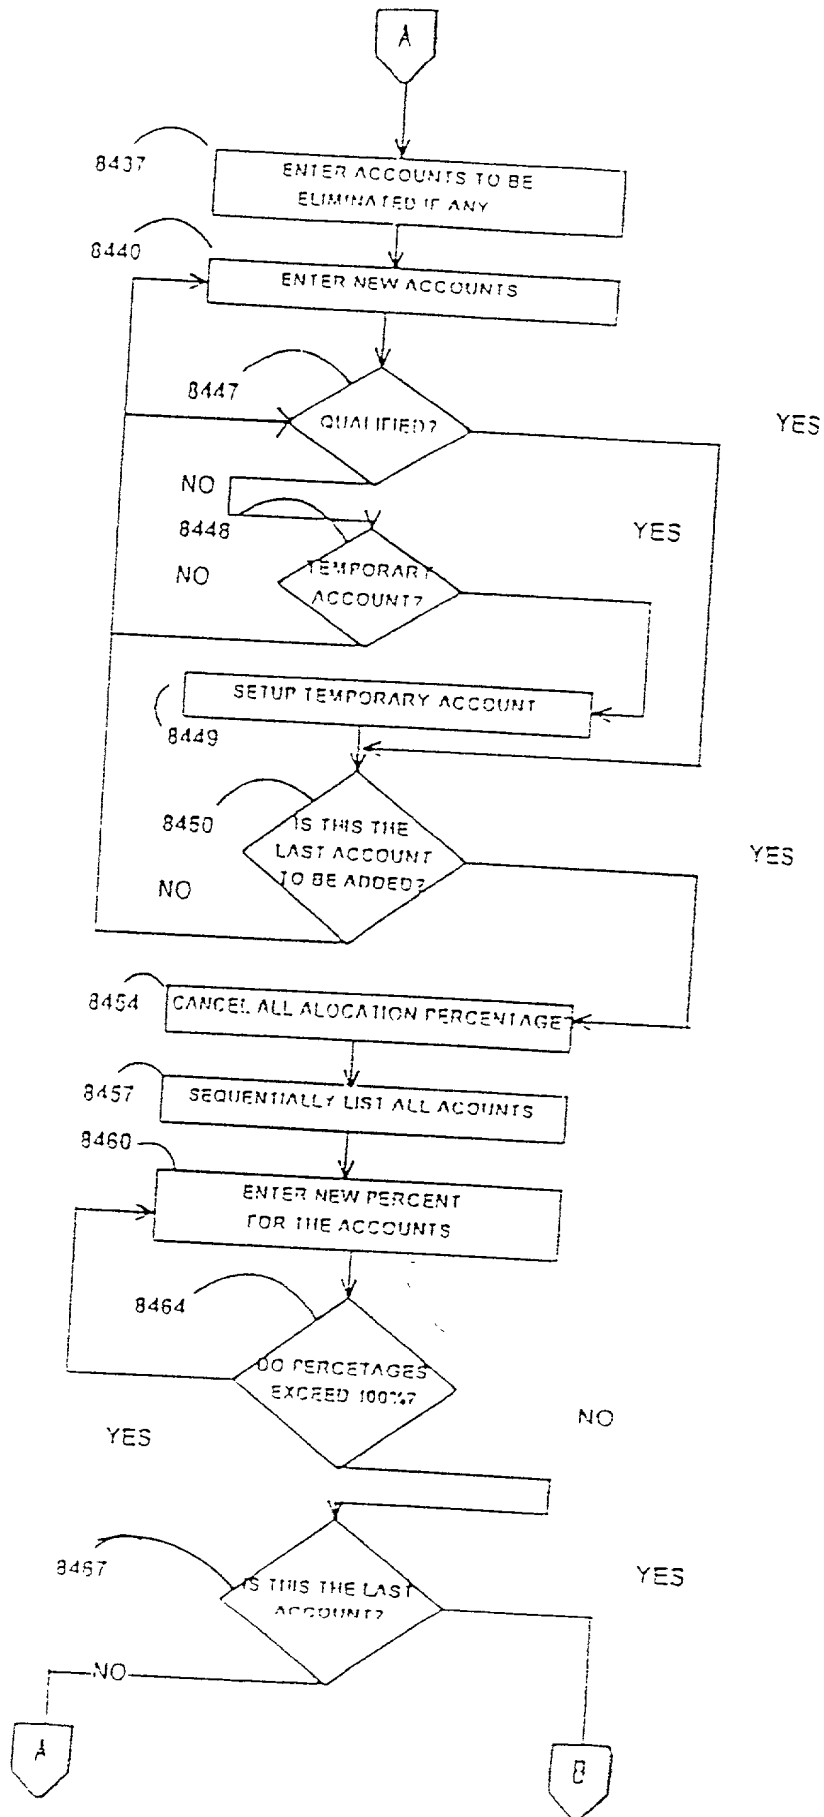 A
8437
ENTER ACCOUNTS TO BE
ELIMINATED IF ANY
8440
ENTER NEW ACCOUNTS
8447
QUALIFIED?
YES
NO
8448
YES
NO
TEMPORARY
ACCOUNT?
SETUP TEMPORARY ACCOUNT
8449
8450
IS THIS THE
LAST ACCOUNT
TO BE ADDED?
YES
NO
8454
CANCEL ALL ALOCATION PERCENTAGE?
8457
SEQUENTIALLY LIST ALL ACOUNTS
8460
ENTER NEW PERCENT
FOR THE ACCOUNTS
8464
DO PERCETAGES
EXCEED 100%?
NO
YES
8467
IS THIS THE LAST
ACCOUNT?
YES
NO
A
B